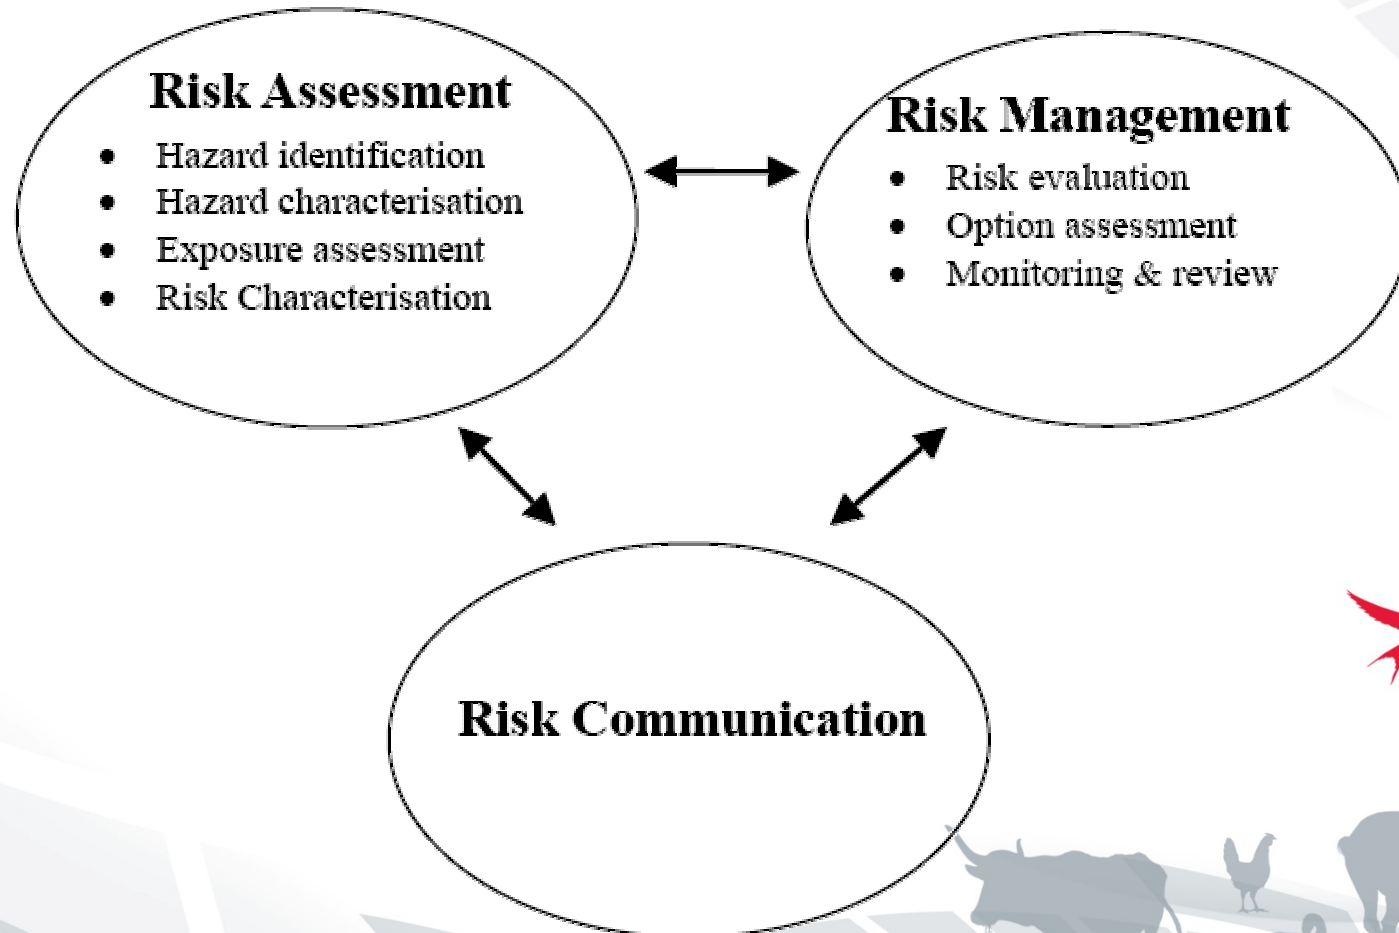 Risk Assessment
• Hazard identification
• Hazard characterisation
• Exposure assessment
• Risk Characterisation
Risk Management
• Risk evaluation
• Option assessment
• Monitoring & review
Risk Communication